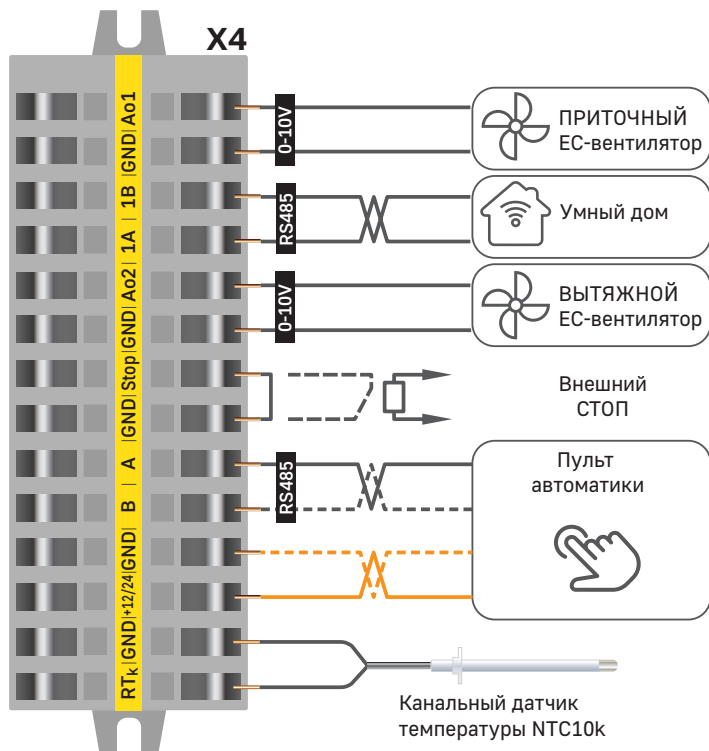 X4
Ao1
GND
1B
1A
Ao2
GND
Stop
GND
A
B
GND
+12/24
GND
RTk
0-10V
RS485
0-10V
RS485
ПРИТОЧНЫЙ
EC-вентилятор
Умный дом
ВЫТЯЖНОЙ
EC-вентилятор
Внешний
СТОП
Пульт
автоматики
Канальный датчик
температуры NTC10k